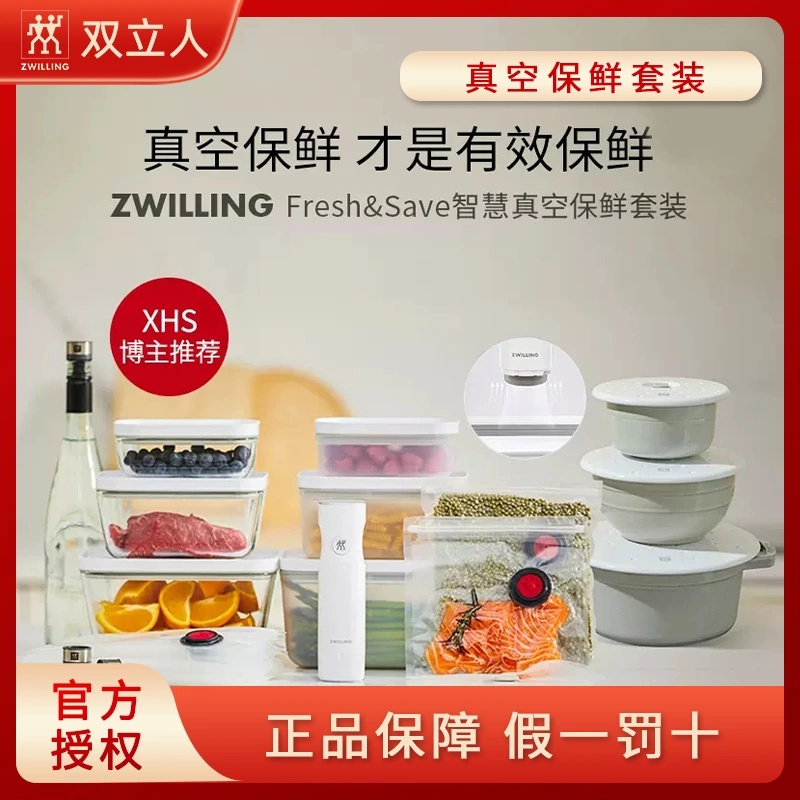 ZWILLING
双立人
真空保鲜套装
真空保鲜 才是有效保鲜
ZWILLING Fresh&Save智慧真空保鲜套装
XHS
博主推荐
ZWILLING
ZWILLING
官方
授权
正品保障 假一罚十